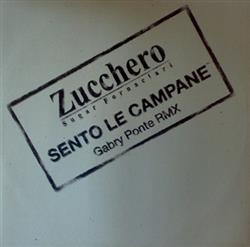 Zucchero
Sugar Fornaciari
SENTO LE CAMPANE
Gabry Ponte RMX